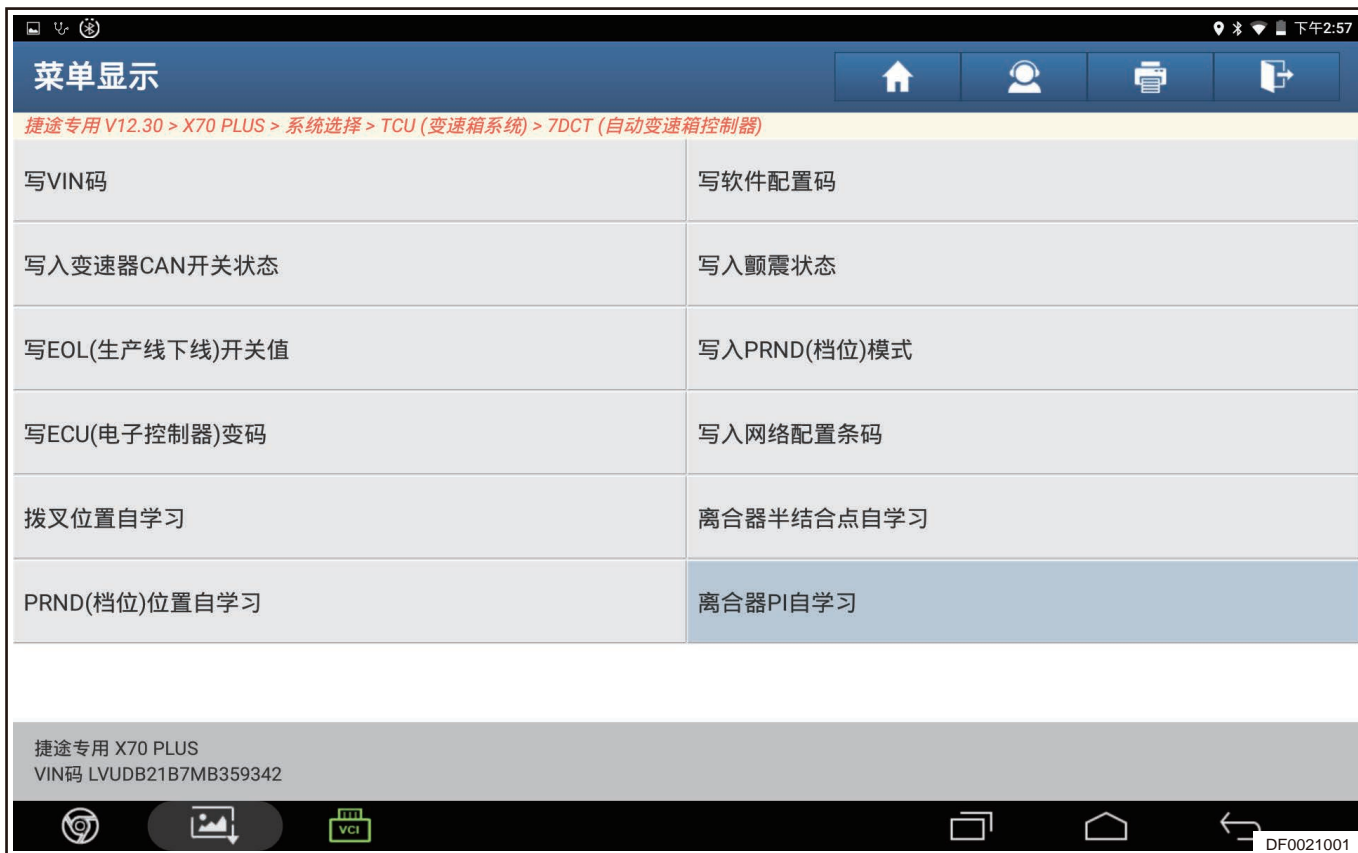 下午2:57
菜单显示
捷途专用 V12.30 > X70 PLUS > 系统选择 > TCU (变速箱系统) > 7DCT (自动变速箱控制器)
写VIN码
写软件配置码
写入变速器CAN开关状态
写入颤震状态
写EOL(生产线下线)开关值
写入PRND(档位)模式
写ECU(电子控制器)变码
写入网络配置条码
拨叉位置自学习
离合器半结合点自学习
PRND(档位)位置自学习
离合器PI自学习
捷途专用 X70 PLUS
VIN码 LVUDB21B7MB359342
VCI
DF0021001